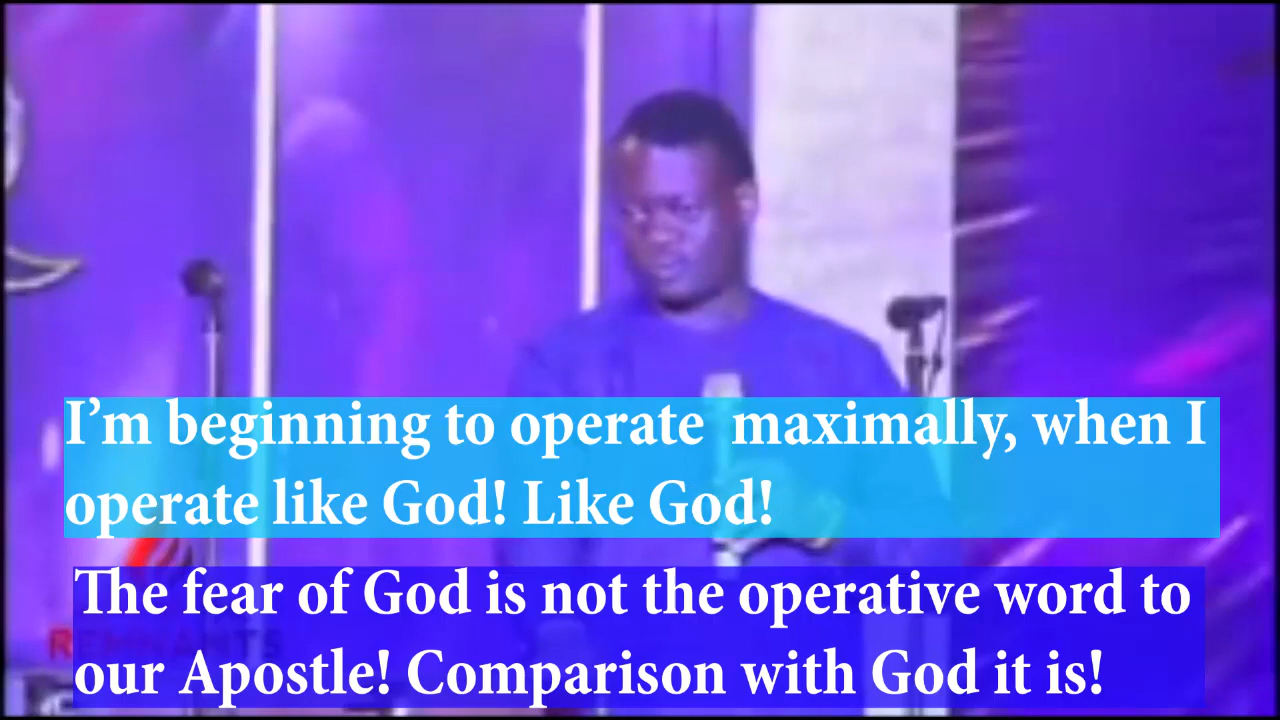 I’m beginning to operate maximally, when I
operate like God! Like God!
The fear of God is not the operative word to
our Apostle! Comparison with God it is!
REMNANTS